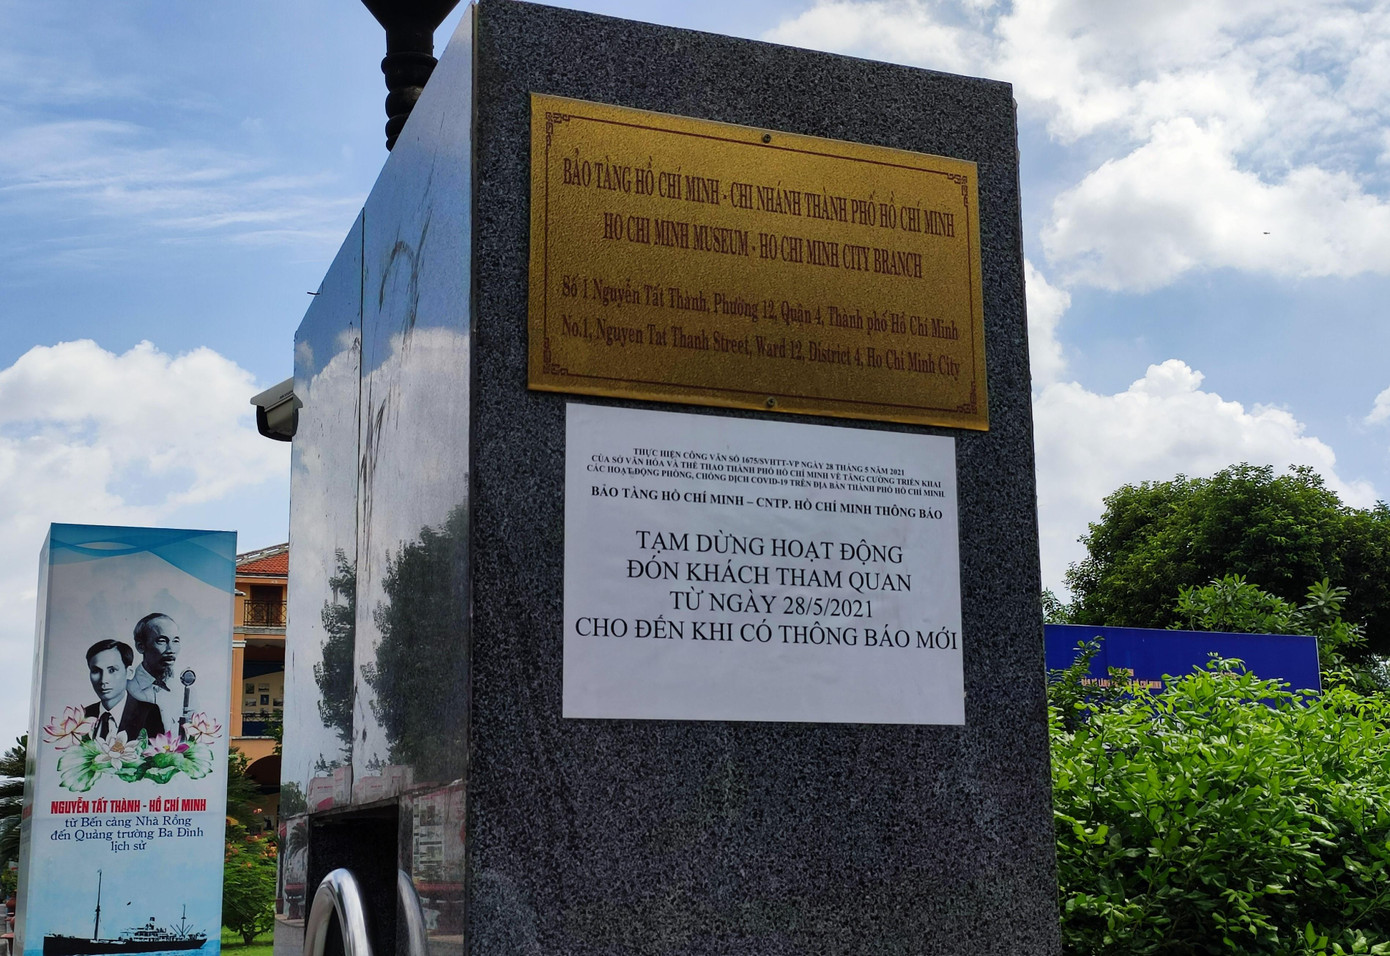 BẢO TÀNG HỒ CHÍ MINH - CHI NHÁNH THÀNH PHỐ HỒ CHÍ MINH
HO CHI MINH MUSEUM - HO CHI MINH CITY BRANCH
Số 1 Nguyễn Tất Thành, Phường 12, Quận 4, Thành phố Hồ Chí Minh
No.1, Nguyen Tat Thanh Street, Ward 12, District 4, Ho Chi Minh City
THỰC HIỆN CÔNG VĂN SỐ 1675/SVHTT-VP NGÀY 28 THÁNG 5 NĂM 2021
CỦA SỞ VĂN HÓA VÀ THỂ THAO THÀNH PHỐ HỒ CHÍ MINH VỀ TĂNG CƯỜNG TRIỂN KHAI
CÁC HOẠT ĐỘNG PHÒNG, CHỐNG DỊCH COVID-19 TRÊN ĐỊA BÀN THÀNH PHỐ HỒ CHÍ MINH,
BẢO TÀNG HỒ CHÍ MINH – CNTP. HỒ CHÍ MINH THÔNG BÁO
TẠM DỪNG HOẠT ĐỘNG
ĐÓN KHÁCH THAM QUAN
TỪ NGÀY 28/5/2021
CHO ĐẾN KHI CÓ THÔNG BÁO MỚI
NGUYỄN TẤT THÀNH - HỒ CHÍ MINH
từ Bến cảng Nhà Rồng
đến Quảng trường Ba Đình
lịch sử